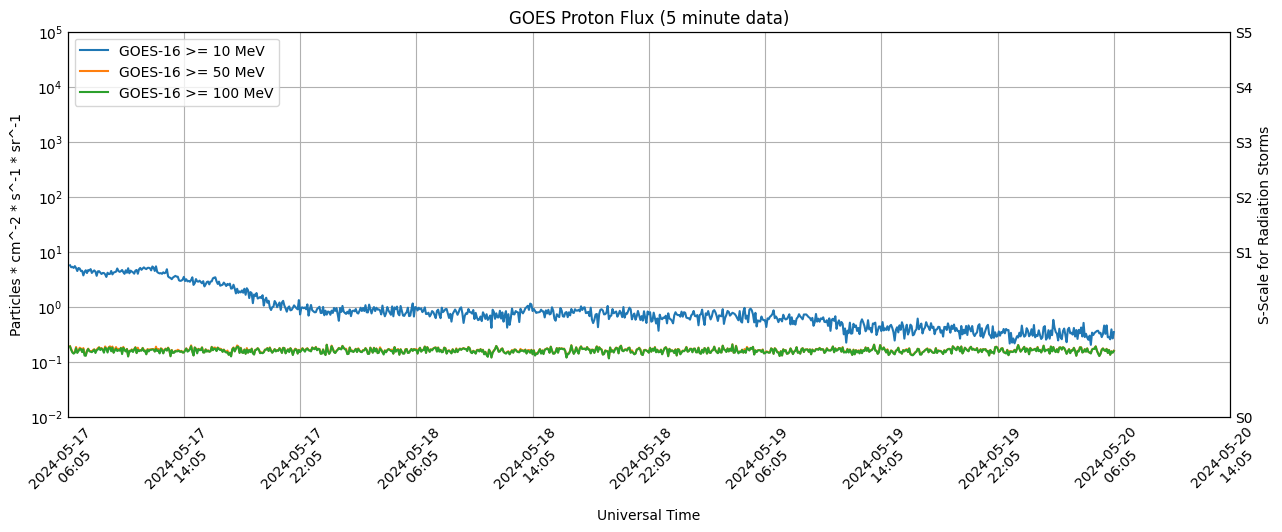 GOES Proton Flux (5 minute data)
GOES-16 >= 10 MeV
GOES-16 >= 50 MeV
GOES-16 >= 100 MeV
Particles * cm^-2 * s^-1 * sr^-1
10^5
10^4
10^3
10^2
10^1
10^0
10^-1
10^-2
S5
S4
S3
S2
S1
S0
S-Scale for Radiation Storms
2024-05-17
06:05
2024-05-17
14:05
2024-05-17
22:05
2024-05-18
06:05
2024-05-18
14:05
2024-05-18
22:05
2024-05-19
06:05
2024-05-19
14:05
2024-05-19
22:05
2024-05-20
06:05
2024-05-20
14:05
Universal Time